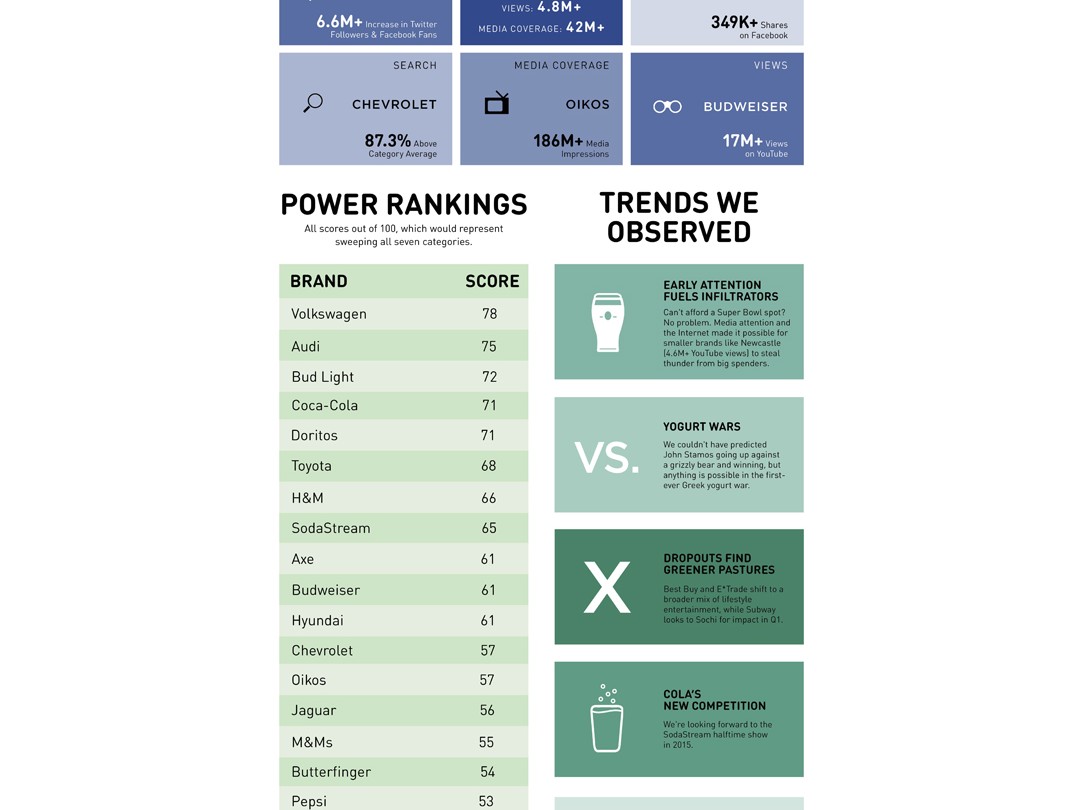 6.6M+ Increase in Twitter
Followers & Facebook Fans
VIEWS: 4.8M+
MEDIA COVERAGE: 42M+
349K+ Shares
on Facebook
SEARCH
CHEVROLET
87.3% Above
Category Average
MEDIA COVERAGE
OIKOS
186M+ Media
Impressions
VIEWS
BUDWEISER
17M+ Views
on YouTube
POWER RANKINGS
All scores out of 100, which would represent
sweeping all seven categories.
BRAND SCORE
Volkswagen 78
Audi 75
Bud Light 72
Coca-Cola 71
Doritos 71
Toyota 68
H&M 66
SodaStream 65
Axe 61
Budweiser 61
Hyundai 61
Chevrolet 57
Oikos 57
Jaguar 56
M&Ms 55
Butterfinger 54
Pepsi 53
TRENDS WE
OBSERVED
EARLY ATTENTION
FUELS INFILTRATORS
Can't afford a Super Bowl spot?
No problem. Media attention and
the Internet made it possible for
smaller brands like Newcastle
(4.6M+ YouTube views) to steal
thunder from big spenders.
VS.
YOGURT WARS
We couldn't have predicted
John Stamos going up against
a grizzly bear and winning, but
anything is possible in the first-
ever Greek yogurt war.
X
DROPOUTS FIND
GREENER PASTURES
Best Buy and E*Trade shift to a
broader mix of lifestyle
entertainment, while Subway
looks to Sochi for impact in Q1.
COLA'S
NEW COMPETITION
We're looking forward to the
SodaStream halftime show
in 2015.